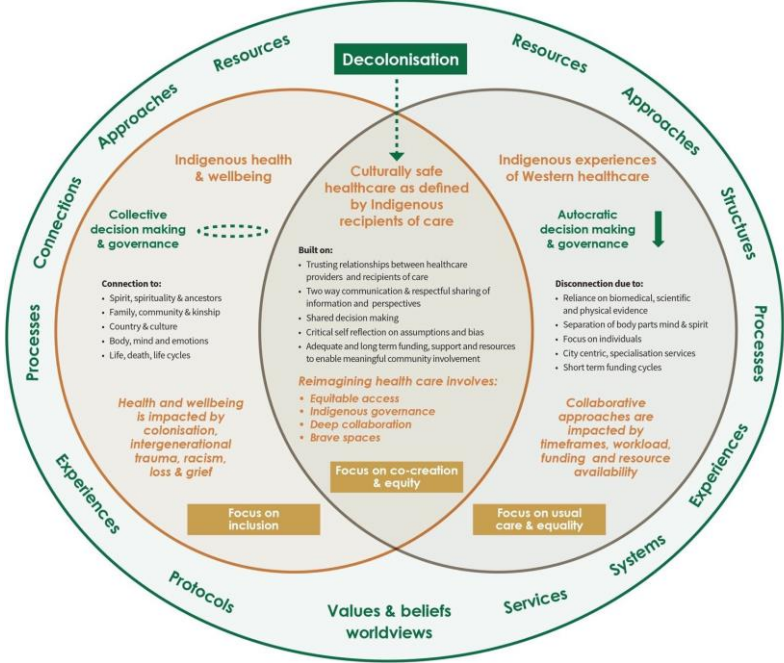 Decolonisation
Resources
Approaches
Connections
Processes
Experiences
Protocols
Values & beliefs
worldviews
Services
Systems
Experiences
Structures
Approaches
Resources
Indigenous health
& wellbeing
Collective
decision making
& governance
Connection to:
• Spirit, spirituality & ancestors
• Family, community & kinship
• Country & culture
• Body, mind and emotions
• Life, death, life cycles
Health and wellbeing
is impacted by
colonisation,
intergenerational
trauma, racism,
loss & grief
Focus on
inclusion
Culturally safe
healthcare as defined
by Indigenous
recipients of care
Built on:
• Trusting relationships between healthcare
providers and recipients of care
• Two way communication & respectful sharing of
information and perspectives
• Shared decision making
• Critical self reflection on assumptions and bias
• Adequate and long term funding, support and resources
to enable meaningful community involvement
Reimagining health care involves:
• Equitable access
• Indigenous governance
• Deep collaboration
• Brave spaces
Focus on co-creation
& equity
Indigenous experiences
of Western healthcare
Autocratic
decision making
& governance
Disconnection due to:
• Reliance on biomedical, scientific
and physical evidence
• Separation of body parts mind & spirit
• Focus on individuals
• City centric, specialisation services
• Short term funding cycles
Collaborative
approaches are
impacted by
timeframes, workload,
funding and resource
availability
Focus on usual
care & equality